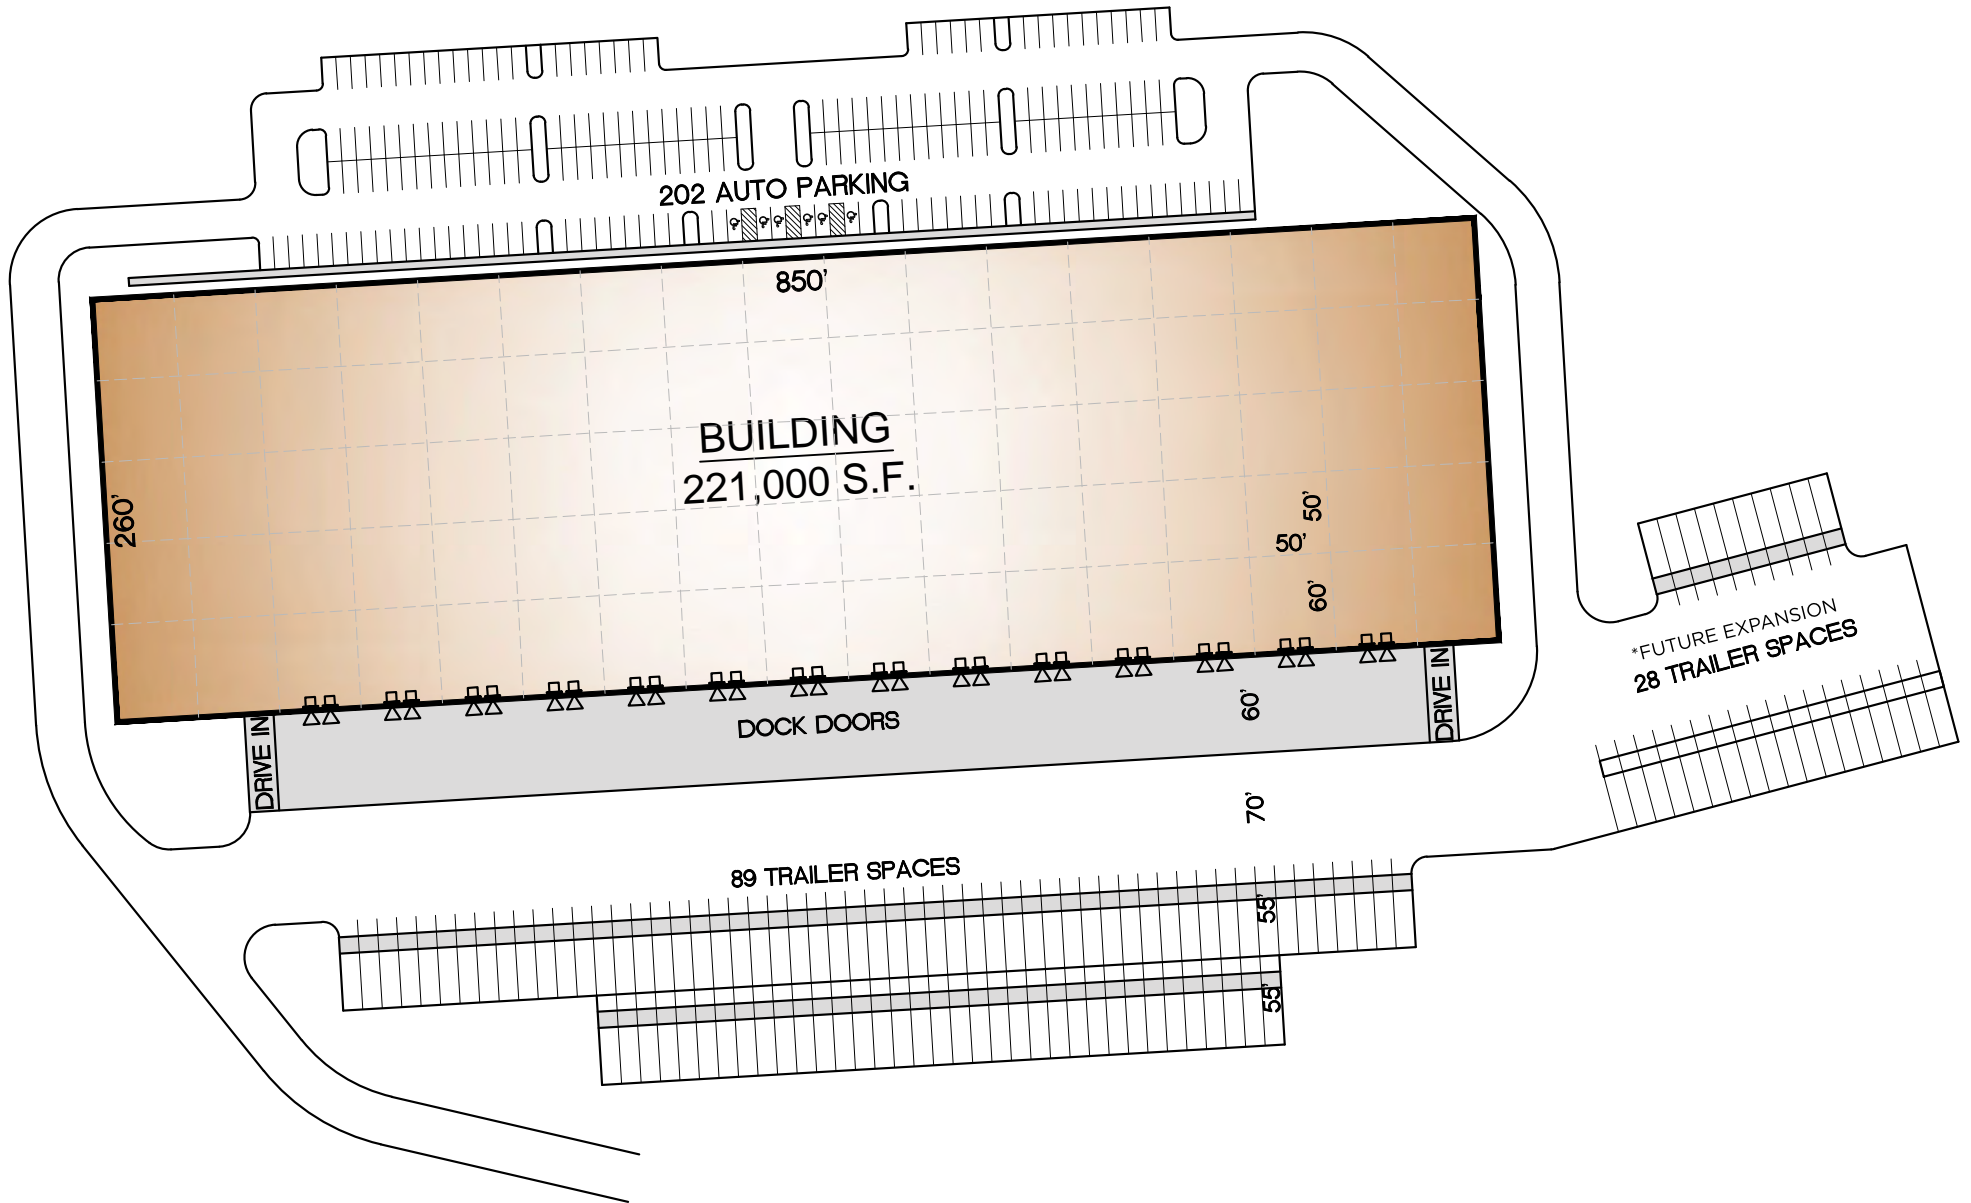 202 AUTO PARKING
850'
BUILDING
221,000 S.F.
260'
50'
50'
60'
DRIVE IN
DOCK DOORS
60'
DRIVE IN
*FUTURE EXPANSION
28 TRAILER SPACES
70'
89 TRAILER SPACES
55'
55'